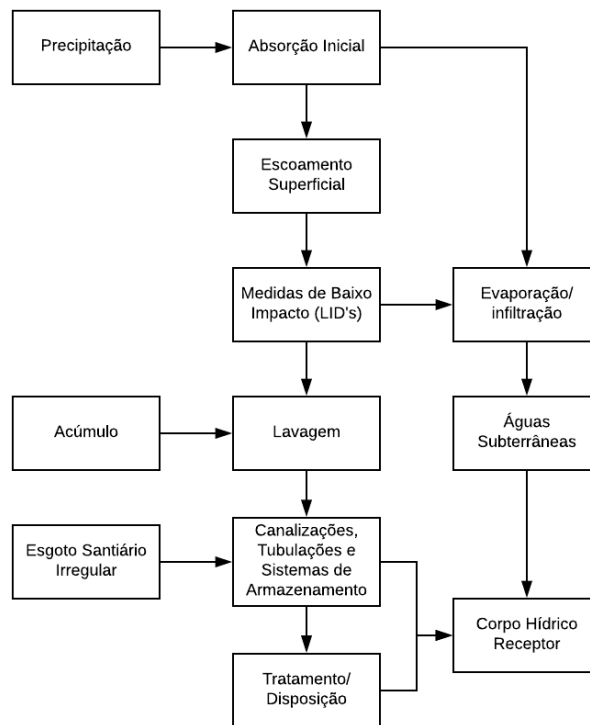 Precipitação
Absorção Inicial
Escoamento
Superficial
Medidas de Baixo
Impacto (LID's)
Evaporação/
infiltração
Acúmulo
Lavagem
Águas
Subterrâneas
Esgoto Santiário
Irregular
Canalizações,
Tubulações e
Sistemas de
Armazenamento
Corpo Hídrico
Receptor
Tratamento/
Disposição